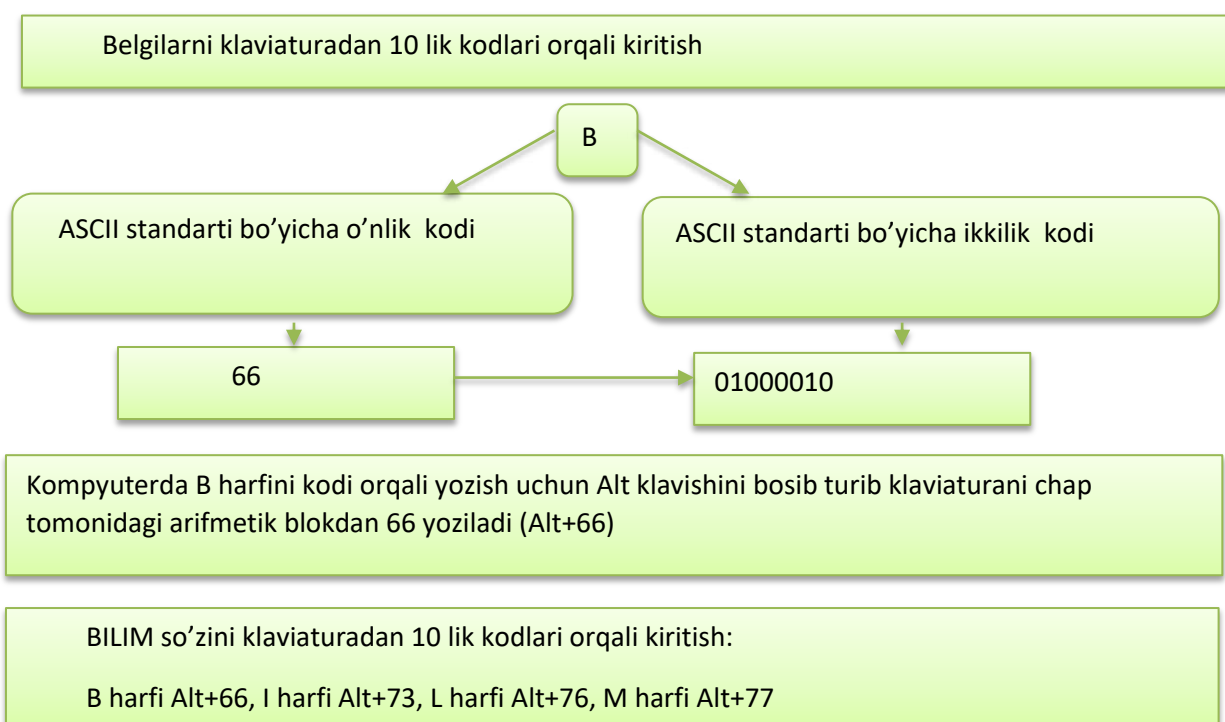 Belgilarni klaviaturadan 10 lik kodlari orqali kiritish
B
ASCII standarti bo’yicha o’nlik kodi
ASCII standarti bo’yicha ikkilik kodi
66
01000010
Kompyuterda B harfini kodi orqali yozish uchun Alt klavishini bosib turib klaviaturani chap
tomonidagi arifmetik blokdan 66 yoziladi (Alt+66)
BILIM so’zini klaviaturadan 10 lik kodlari orqali kiritish:
B harfi Alt+66, I harfi Alt+73, L harfi Alt+76, M harfi Alt+77